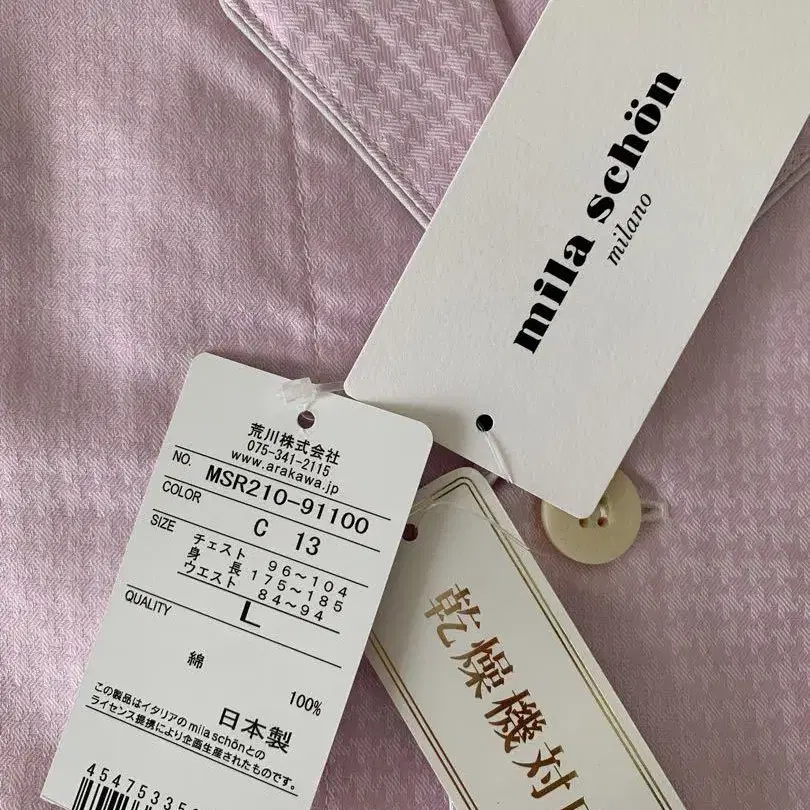 mila schön
milano
荒川株式会社
075-341-2115
www.arakawa.jp
NO. MSR210-91100
COLOR C 13
SIZE
チェスト 96~104
身 長 175~185
ウエスト 84~94
L
QUALITY
綿 100%
日本製
この製品はイタリアの mila schönとの
ライセンス提携により企画生産されたものです。
45475335
乾燥機対